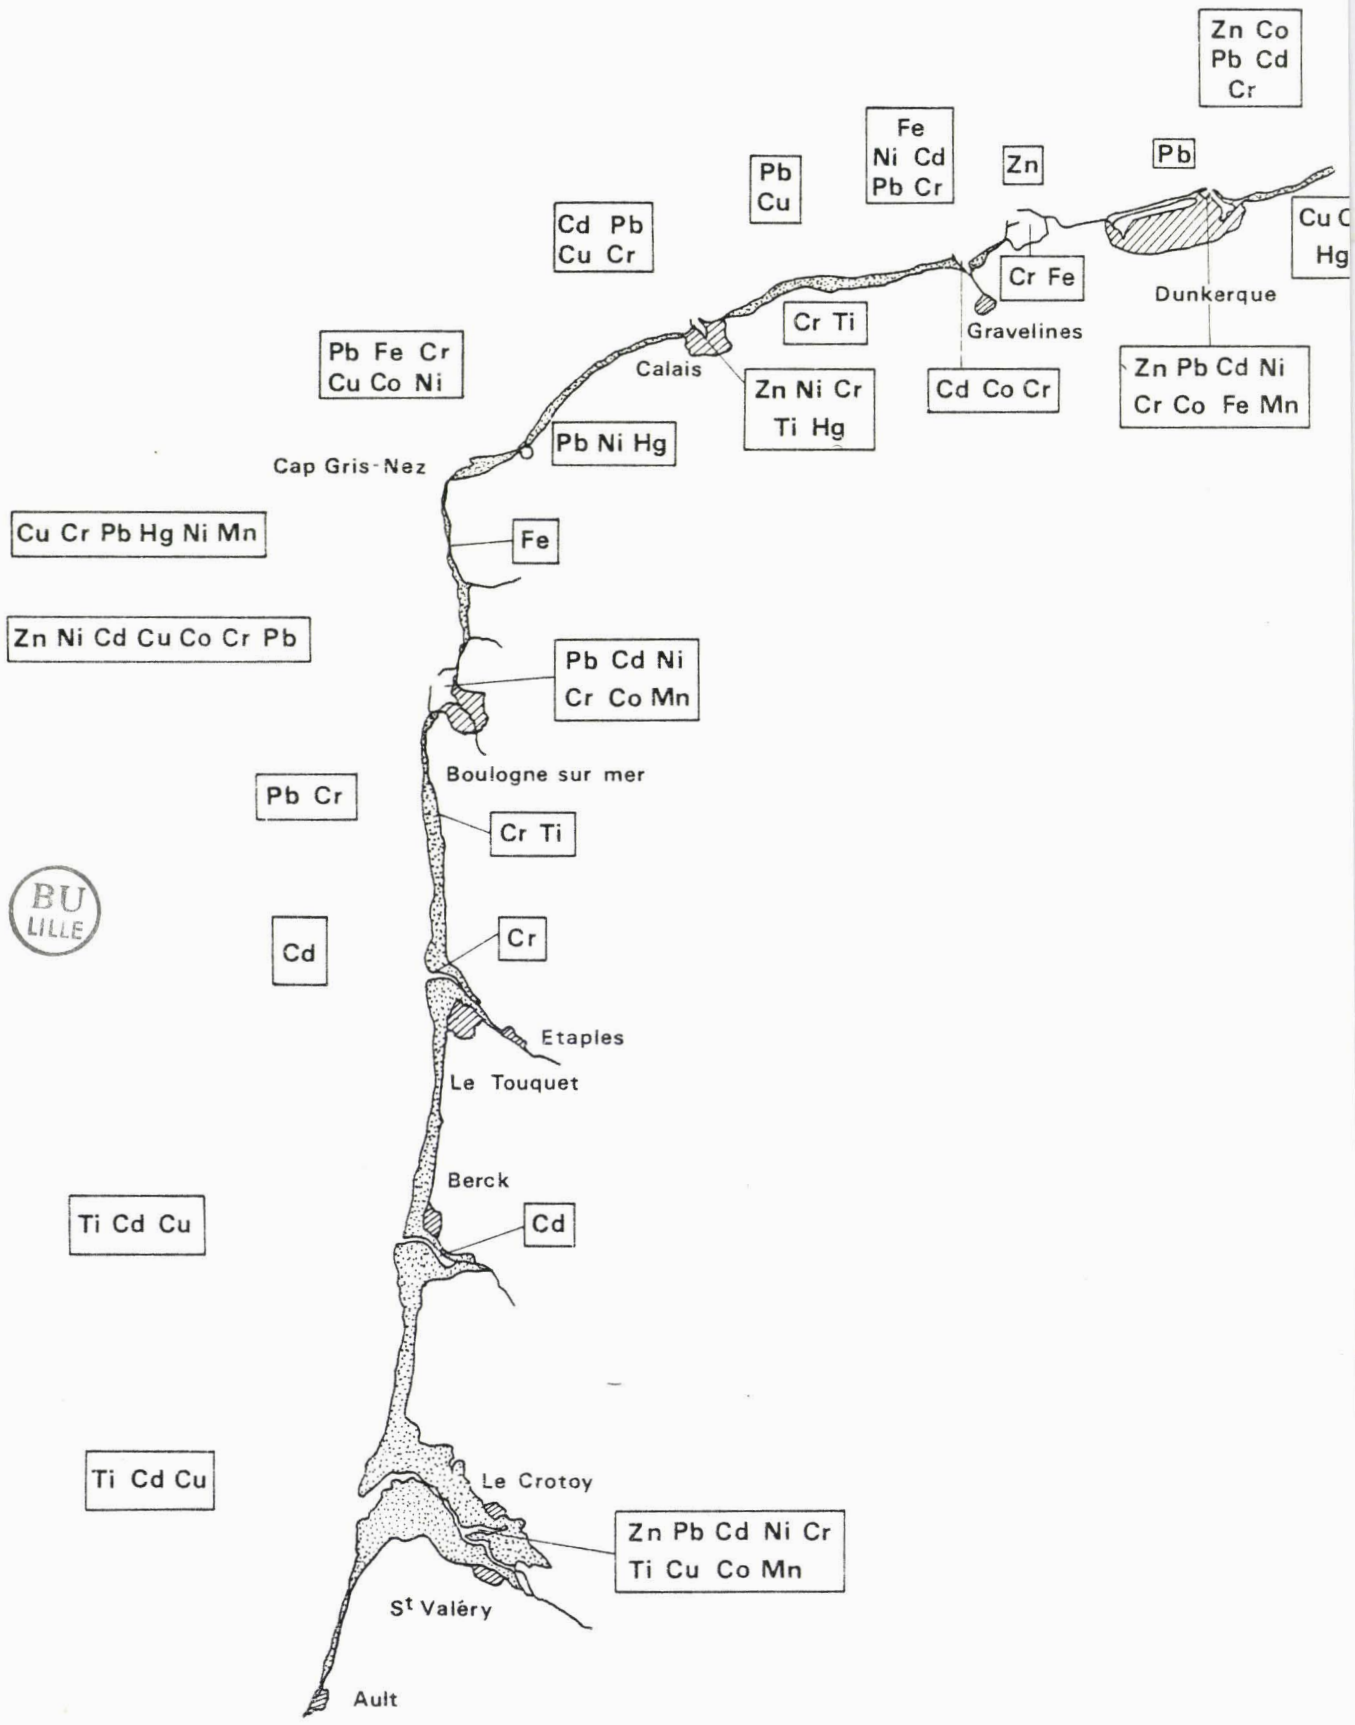 Zn Co
Pb Cd
Cr
Fe
Ni Cd
Pb Cr
Pb
Cu
Zn
Pb
Cd Pb
Cu Cr
Cu
Hg
Cr Fe
Dunkerque
Gravelines
Cr Ti
Pb Fe Cr
Cu Co Ni
Calais
Zn Ni Cr
Ti Hg
Cd Co Cr
Zn Pb Cd Ni
Cr Co Fe Mn
Pb Ni Hg
Cap Gris-Nez
Cu Cr Pb Hg Ni Mn
Fe
Zn Ni Cd Cu Co Cr Pb
Pb Cd Ni
Cr Co Mn
Boulogne sur mer
Pb Cr
Cr Ti
BU
LILLE
Cd
Cr
Etaples
Le Touquet
Berck
Ti Cd Cu
Cd
Ti Cd Cu
Le Crotoy
Zn Pb Cd Ni Cr
Ti Cu Co Mn
St Valéry
Ault